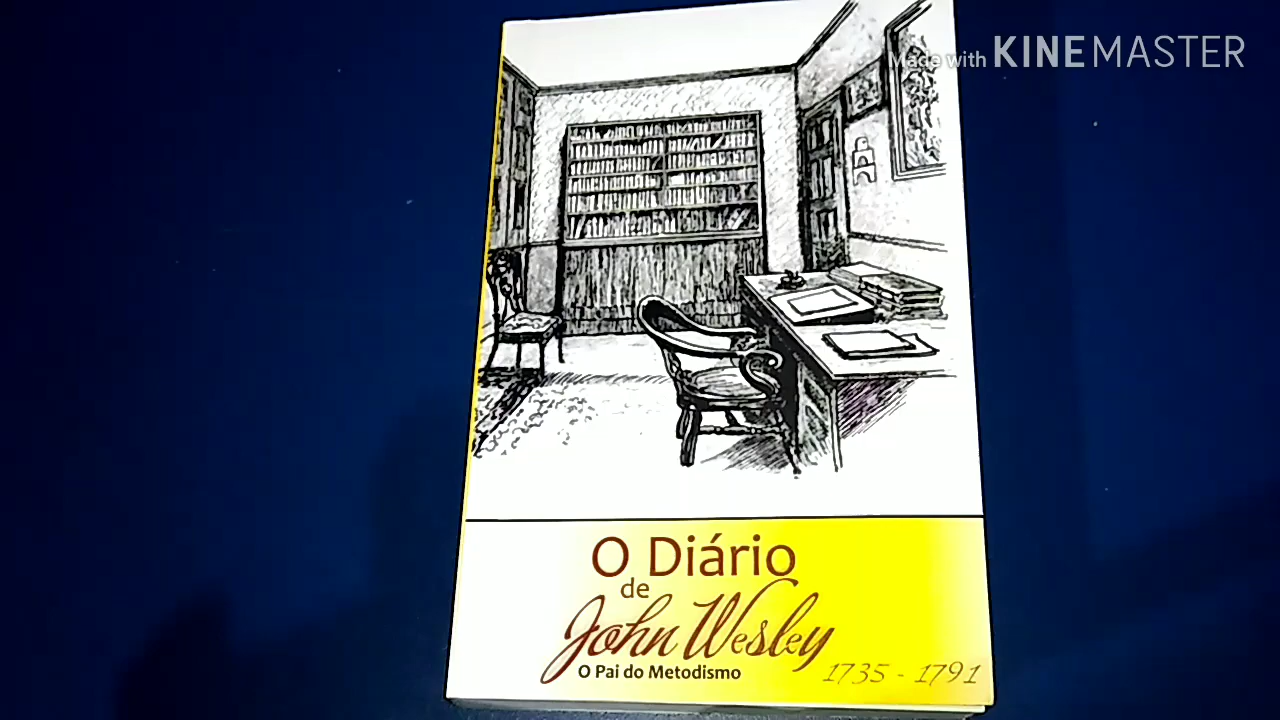 Made with KINEMASTER
O Diário
de
John Wesley
O Pai do Metodismo
1735 - 1791